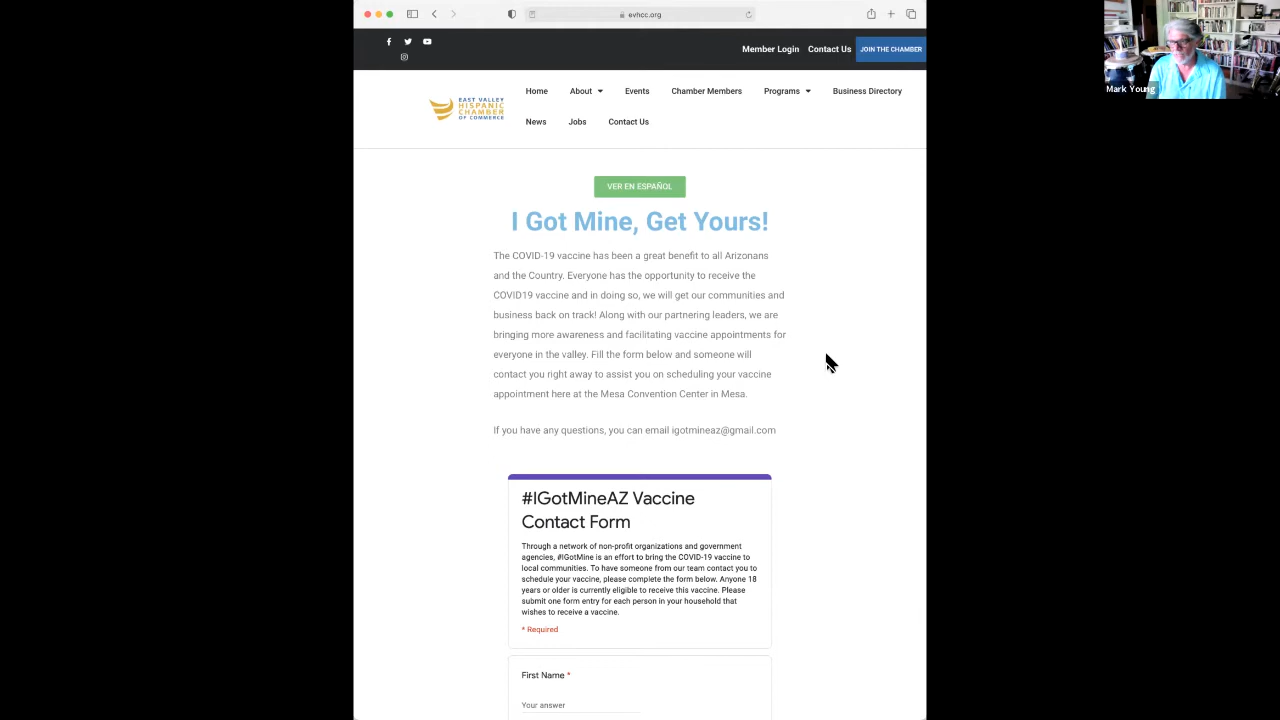 evhcc.org
Member Login Contact Us JOIN THE CHAMBER
EAST VALLEY
HISPANIC
CHAMBER
OF COMMERCE
Home About Events Chamber Members Programs Business Directory
News Jobs Contact Us
VER EN ESPAÑOL
I Got Mine, Get Yours!
The COVID-19 vaccine has been a great benefit to all Arizonans
and the Country. Everyone has the opportunity to receive the
COVID19 vaccine and in doing so, we will get our communities and
business back on track! Along with our partnering leaders, we are
bringing more awareness and facilitating vaccine appointments for
everyone in the valley. Fill the form below and someone will
contact you right away to assist you on scheduling your vaccine
appointment here at the Mesa Convention Center in Mesa.
If you have any questions, you can email igotmineaz@gmail.com
#IGotMineAZ Vaccine
Contact Form
Through a network of non-profit organizations and government
agencies, #IGotMine is an effort to bring the COVID-19 vaccine to
local communities. To have someone from our team contact you to
schedule your vaccine, please complete the form below. Anyone 18
years or older is currently eligible to receive this vaccine. Please
submit one form entry for each person in your household that
wishes to receive a vaccine.
* Required
First Name *
Your answer
Mark Young